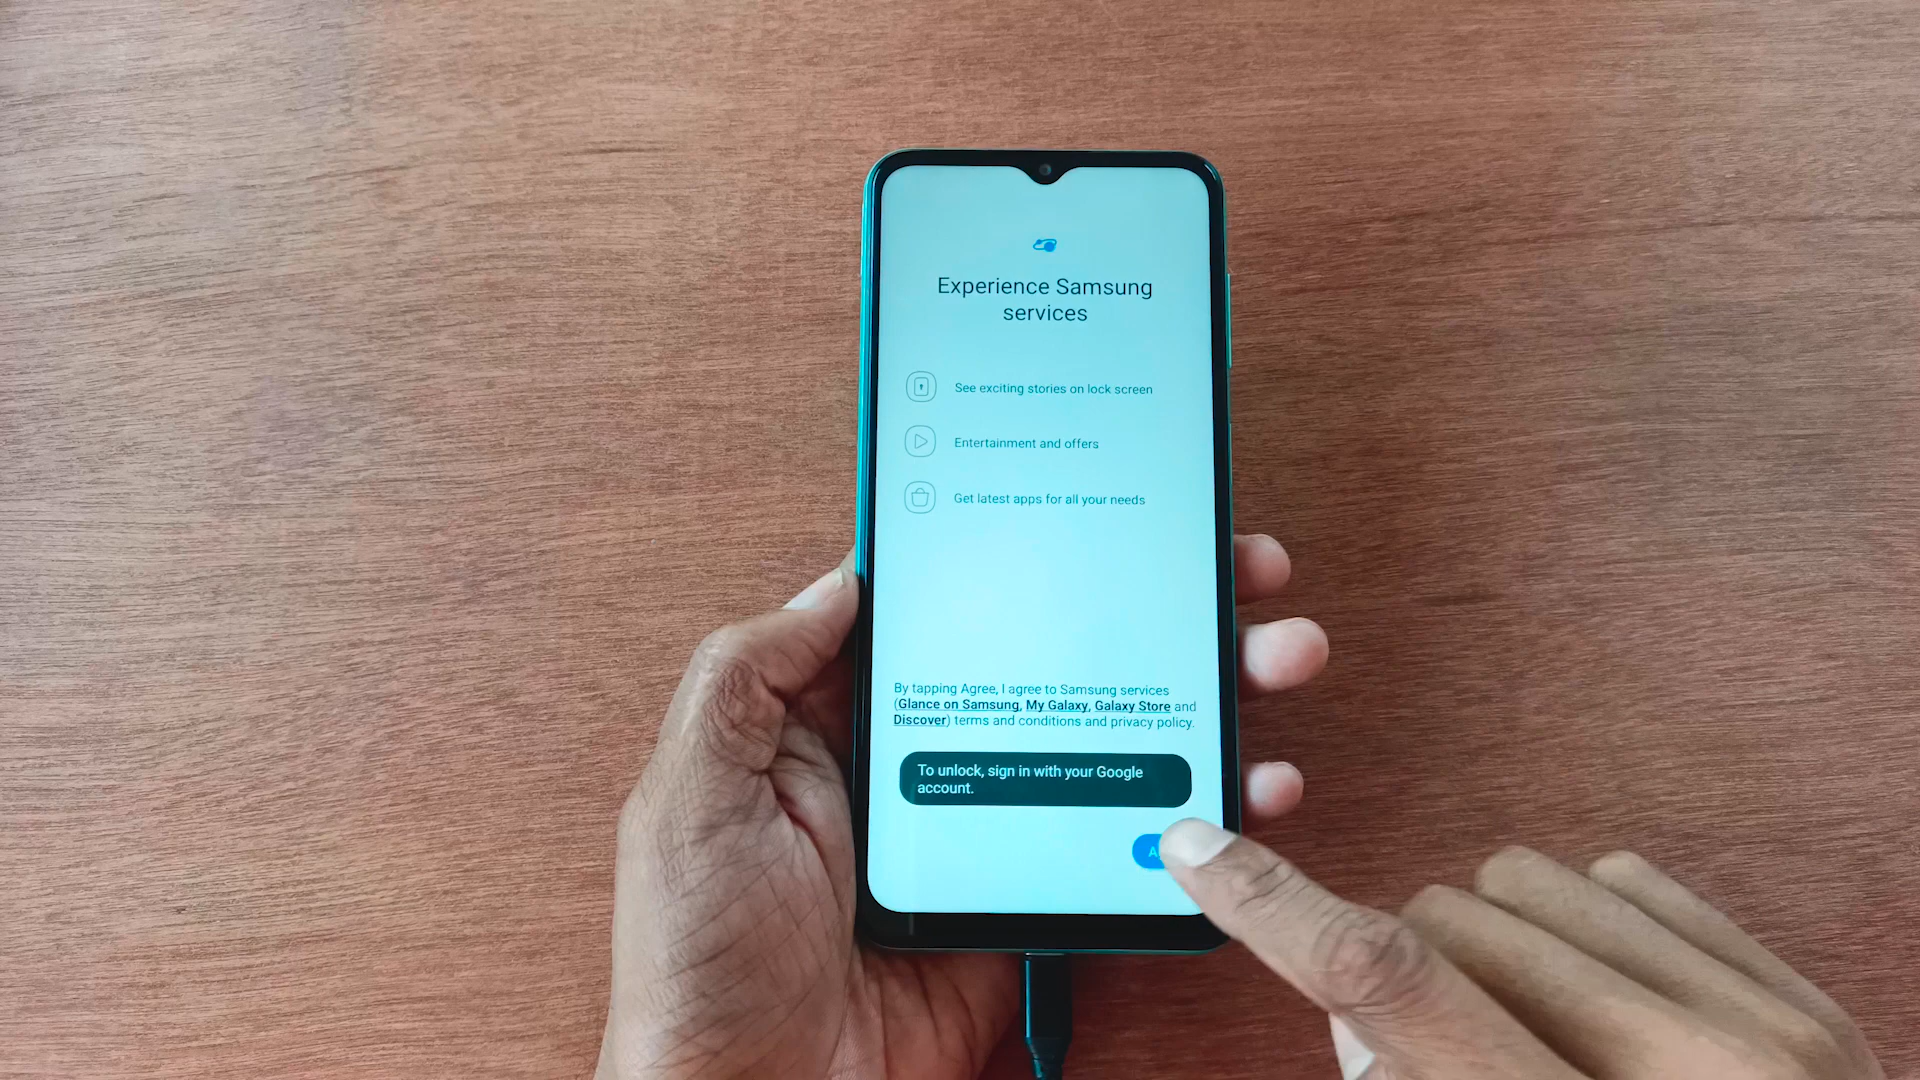 Experience Samsung
services
See exciting stories on lock screen
Entertainment and offers
Get latest apps for all your needs
By tapping Agree, I agree to Samsung services
(Glance on Samsung, My Galaxy, Galaxy Store and
Discover) terms and conditions and privacy policy.
To unlock, sign in with your Google
account.